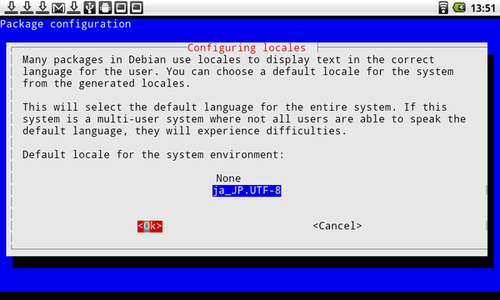 13:51
Package configuration
Configuring locales
Many packages in Debian use locales to display text in the correct
language for the user. You can choose a default locale for the system
from the generated locales.
This will select the default language for the entire system. If this
system is a multi-user system where not all users are able to speak the
default language, they will experience difficulties.
Default locale for the system environment:
None
ja_JP.UTF-8
<Ok> <Cancel>